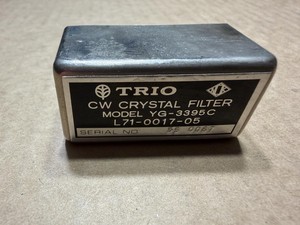 TRIO
CW CRYSTAL FILTER
MODEL YG-3395C
L71-0017-05
SERIAL NO.